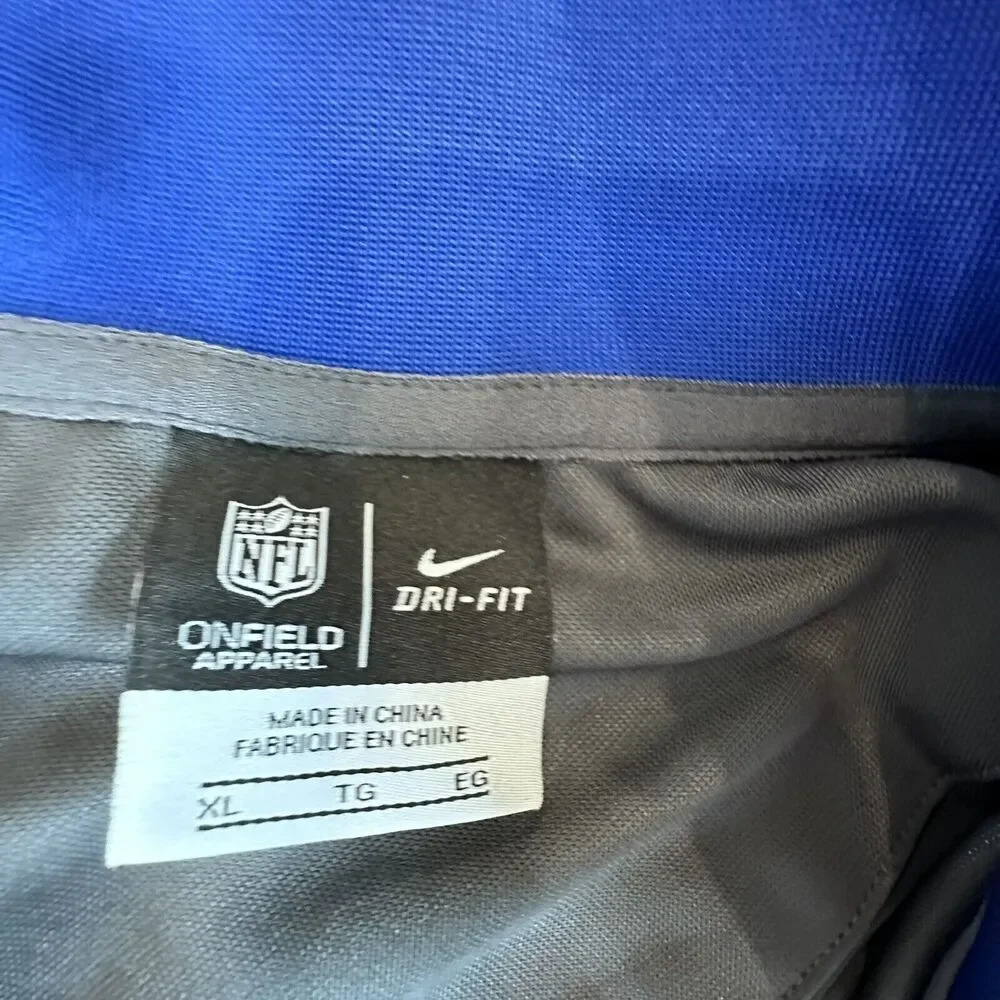 NFL
ONFIELD
APPAREL
DRI-FIT
MADE IN CHINA
FABRIQUE EN CHINE
XL TG EG